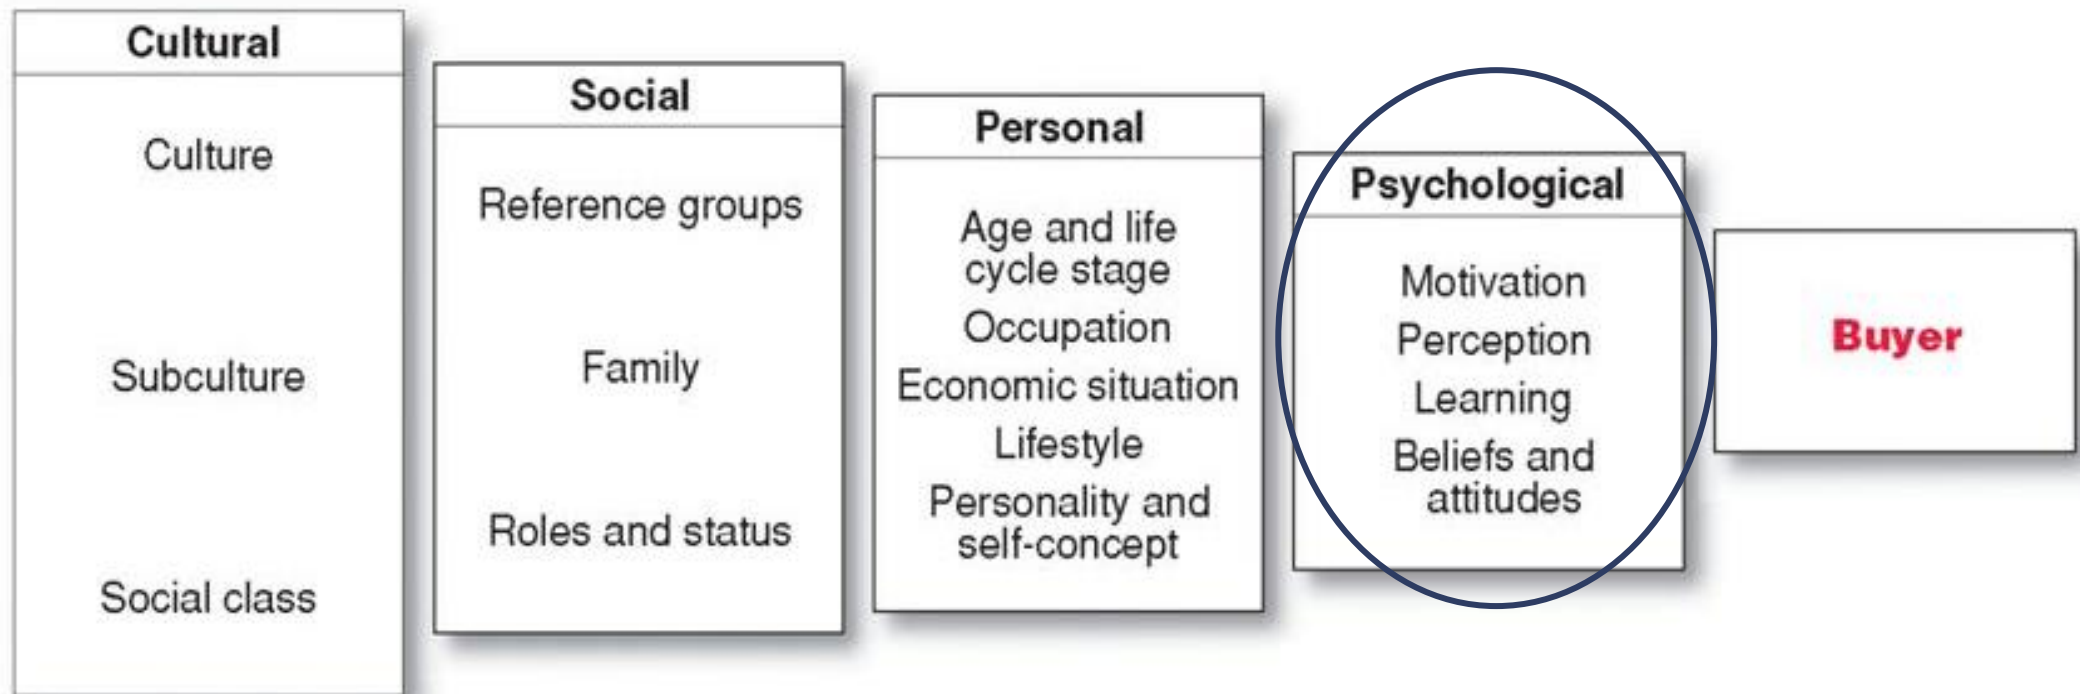 Cultural
Culture
Subculture
Social class
Social
Reference groups
Family
Roles and status
Personal
Age and life
cycle stage
Occupation
Economic situation
Lifestyle
Personality and
self-concept
Psychological
Motivation
Perception
Learning
Beliefs and
attitudes
Buyer